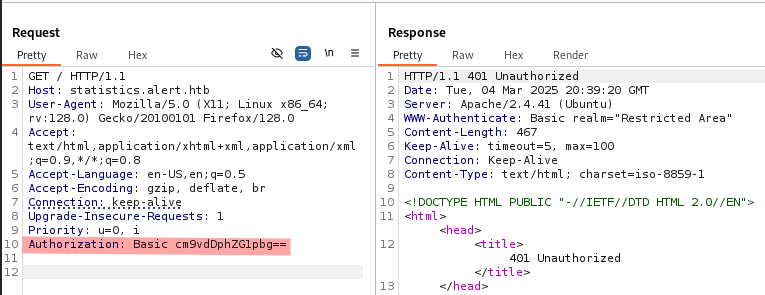 Request
Pretty Raw Hex \n
1 GET / HTTP/1.1
2 Host: statistics.alert.htb
3 User-Agent: Mozilla/5.0 (X11; Linux x86_64;
rv:128.0) Gecko/20100101 Firefox/128.0
4 Accept:
text/html,application/xhtml+xml,application/xml
;q=0.9,*/*;q=0.8
5 Accept-Language: en-US,en;q=0.5
6 Accept-Encoding: gzip, deflate, br
7 Connection: keep-alive
8 Upgrade-Insecure-Requests: 1
9 Priority: u=0, i
10 Authorization: Basic cm9vdDphZG1pbg==
11
12
Response
Pretty Raw Hex Render
1 HTTP/1.1 401 Unauthorized
2 Date: Tue, 04 Mar 2025 20:39:20 GMT
3 Server: Apache/2.4.41 (Ubuntu)
4 WWW-Authenticate: Basic realm="Restricted Area"
5 Content-Length: 467
6 Keep-Alive: timeout=5, max=100
7 Connection: Keep-Alive
8 Content-Type: text/html; charset=iso-8859-1
9
10 <!DOCTYPE HTML PUBLIC "-//IETF//DTD HTML 2.0//EN">
11 <html>
<head>
12 <title>
401 Unauthorized
</title>
13 </head>